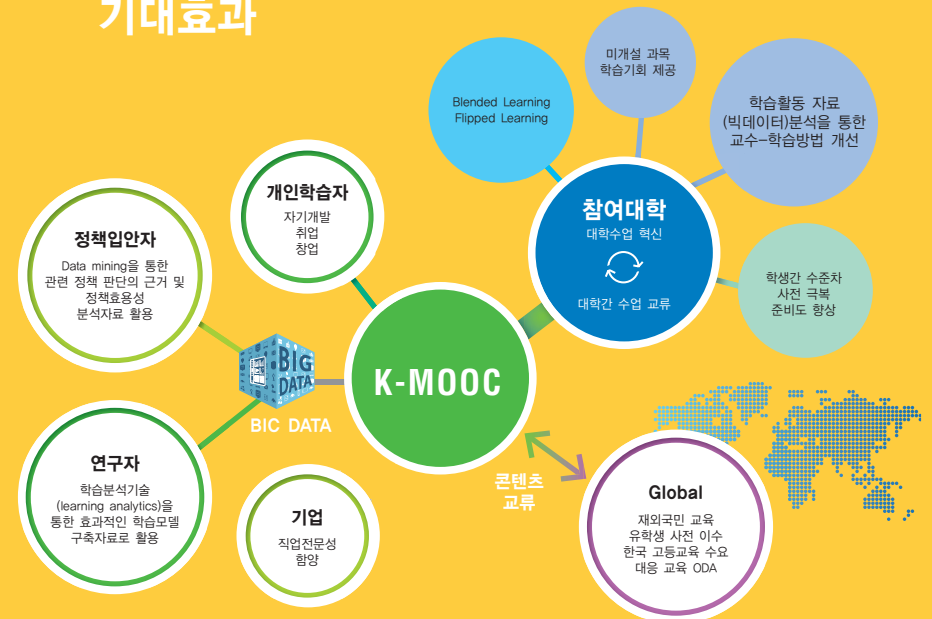 기대효과
Blended Learning
Flipped Learning
미개설 과목
학습기회 제공
학습활동 자료
(빅데이터)분석을 통한
교수-학습방법 개선
참여대학
대학수업 혁신
대학간 수업 교류
학생간 수준차
사전 극복
준비도 향상
개인학습자
자기개발
취업
창업
정책입안자
Data mining을 통한
관련 정책 판단의 근거 및
정책효용성
분석자료 활용
BIG
DATA
BIC DATA
K-MOOC
연구자
학습분석기술
(learning analytics)을
통한 효과적인 학습모델
구축자료로 활용
기업
직업전문성
함양
콘텐츠
교류
Global
재외국민 교육
유학생 사전 이수
한국 고등교육 수요
대응 교육 ODA